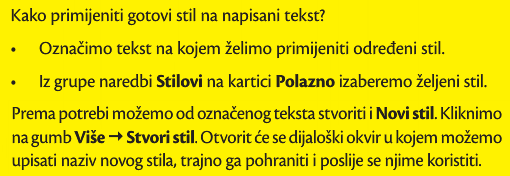 Kako primijeniti gotovi stil na napisani tekst?
• Označimo tekst na kojem želimo primijeniti određeni stil.
• Iz grupe naredbi Stilovi na kartici Polazno izaberemo željeni stil.
Prema potrebi možemo od označenog teksta stvoriti i Novi stil. Kliknimo
na gumb Više → Stvori stil. Otvorit će se dijaloški okvir u kojem možemo
upisati naziv novog stila, trajno ga pohraniti i poslije se njime koristiti.